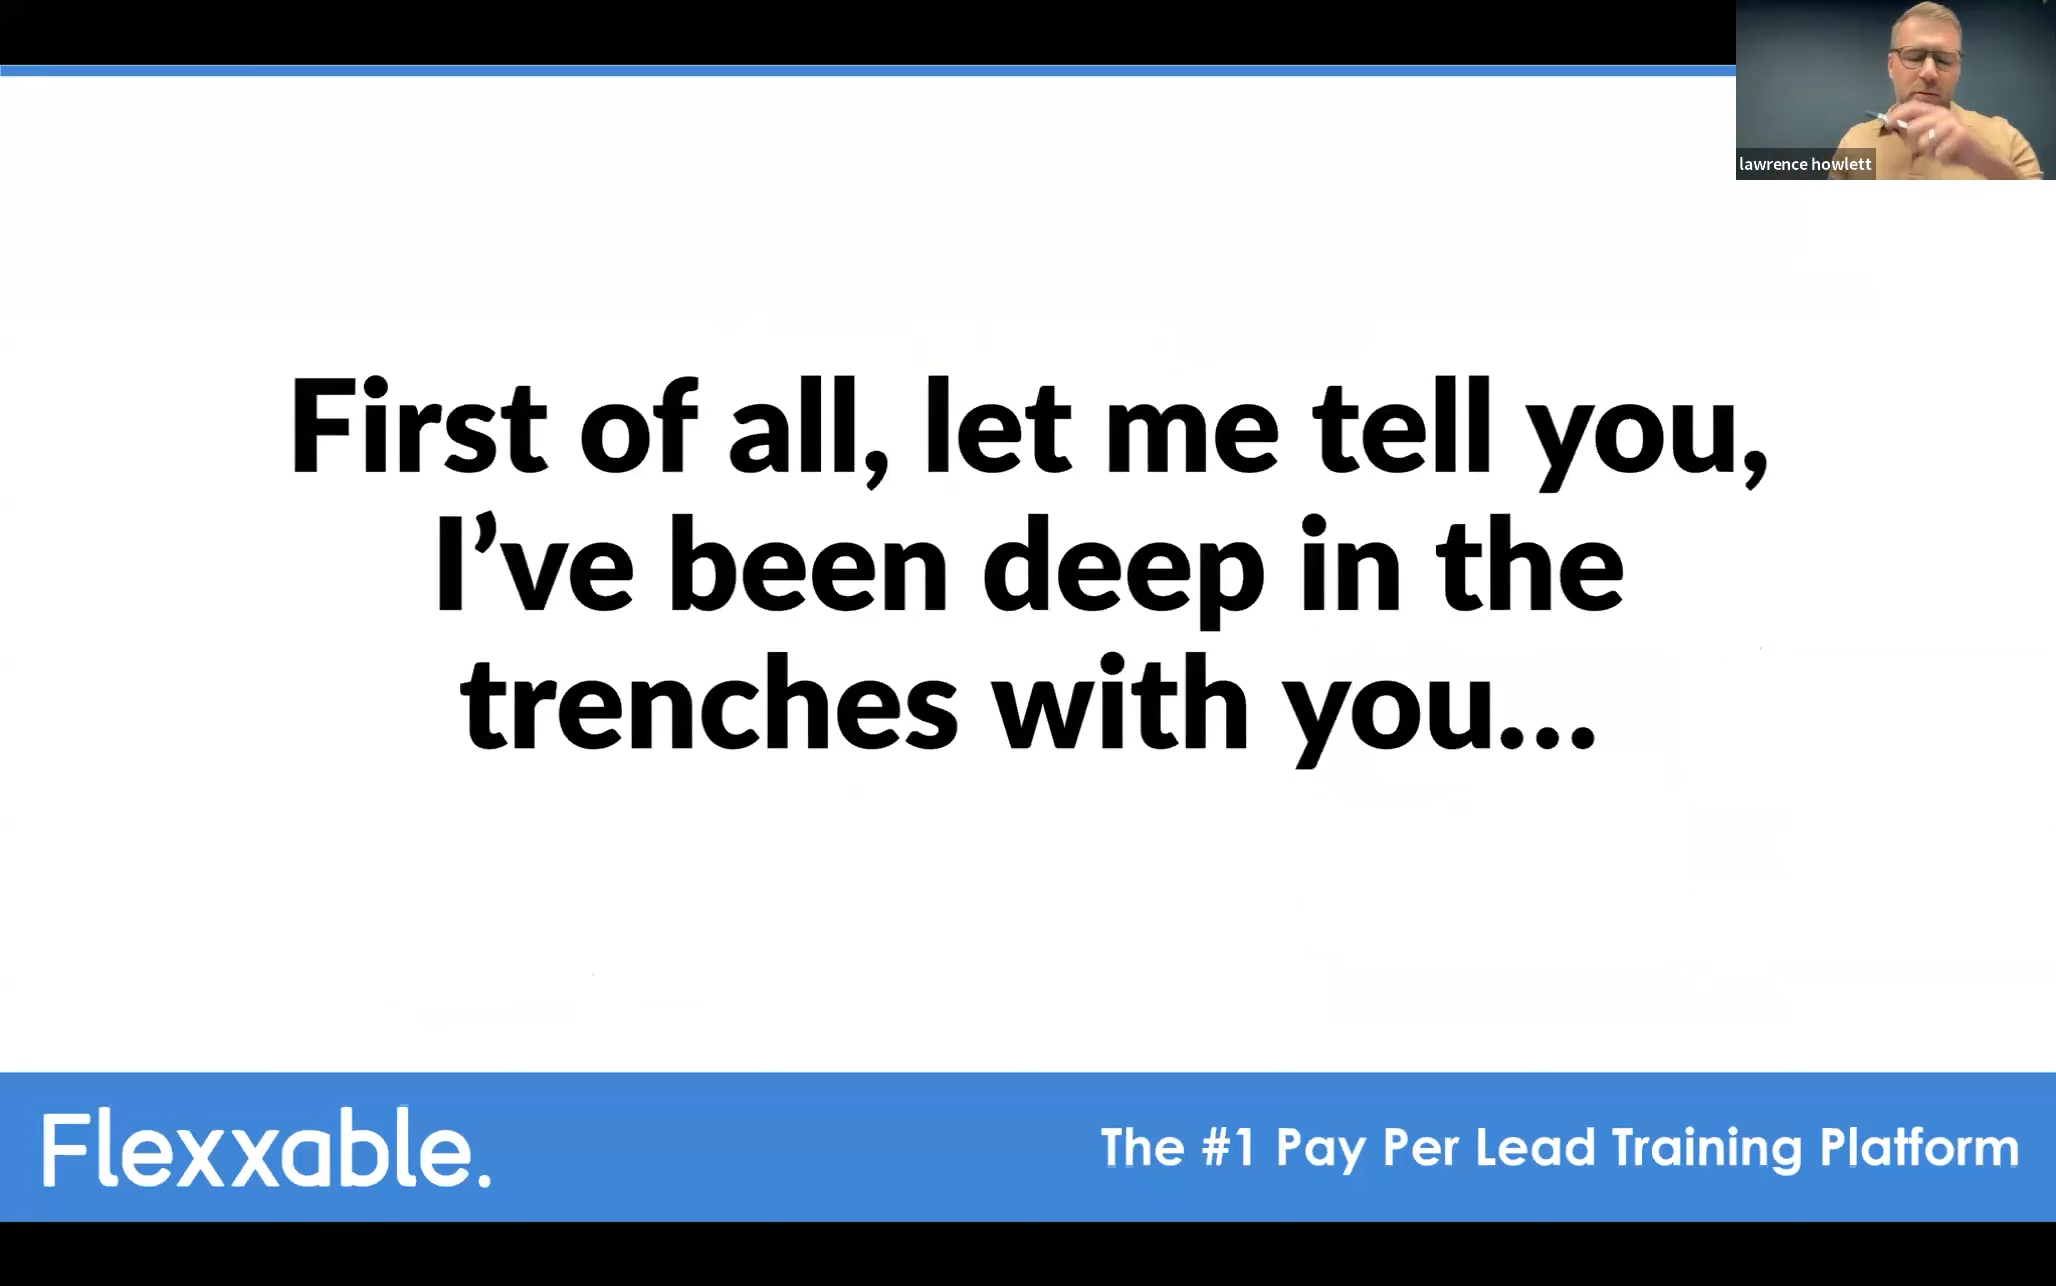 lawrence howlett
First of all, let me tell you,
I’ve been deep in the
trenches with you...
Flexxable.
The #1 Pay Per Lead Training Platform